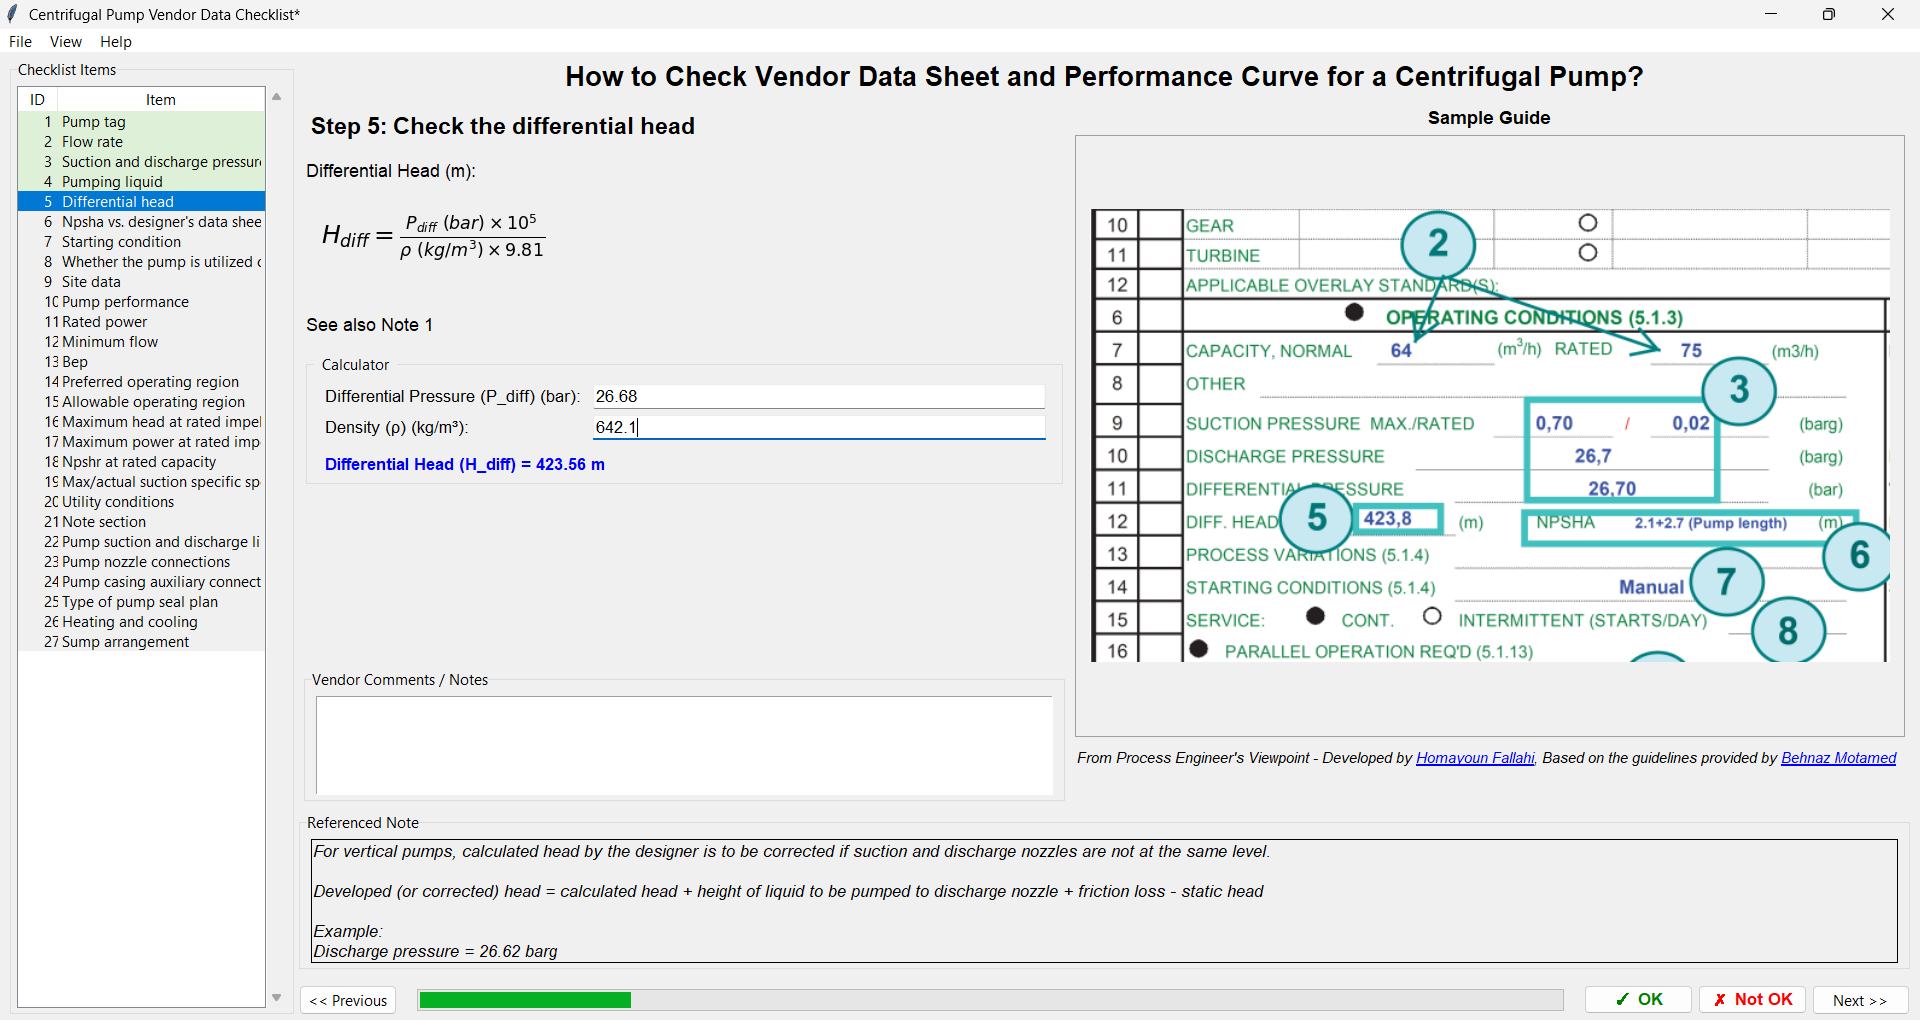 Centrifugal Pump Vendor Data Checklist*
File View Help
Checklist Items
ID Item
1 Pump tag
2 Flow rate
3 Suction and discharge pressur
4 Pumping liquid
5 Differential head
6 Npsha vs. designer's data shee
7 Starting condition
8 Whether the pump is utilized
9 Site data
10 Pump performance
11 Rated power
12 Minimum flow
13 Bep
14 Preferred operating region
15 Allowable operating region
16 Maximum head at rated impel
17 Maximum power at rated imp
18 Npshr at rated capacity
19 Max/actual suction specific sp
20 Utility conditions
21 Note section
22 Pump suction and discharge li
23 Pump nozzle connections
24 Pump casing auxiliary connect
25 Type of pump seal plan
26 Heating and cooling
27 Sump arrangement
How to Check Vendor Data Sheet and Performance Curve for a Centrifugal Pump?
Step 5: Check the differential head
Differential Head (m):
H_diff = P_diff (bar) × 10^5 / ρ (kg/m³) × 9.81
See also Note 1
Calculator
Differential Pressure (P_diff) (bar): 26.68
Density (ρ) (kg/m³): 642.1
Differential Head (H_diff) = 423.56 m
Vendor Comments / Notes
Sample Guide
10 GEAR
11 TURBINE
2
12 APPLICABLE OVERLAY STANDARD(S):
6 OPERATING CONDITIONS (5.1.3)
7 CAPACITY, NORMAL 64 (m³/h) RATED 75 (m3/h)
8 OTHER
3
9 SUCTION PRESSURE MAX./RATED 0,70 / 0,02 (barg)
10 DISCHARGE PRESSURE 26,7 (barg)
11 DIFFERENTIAL PRESSURE 26,70 (bar)
12 DIFF. HEAD 5 423,8 (m) NPSHA 2.1+2.7 (Pump length) (m)
6
13 PROCESS VARIATIONS (5.1.4)
14 STARTING CONDITIONS (5.1.4) Manual 7
15 SERVICE: CONT. INTERMITTENT (STARTS/DAY)
8
16 PARALLEL OPERATION REQ'D (5.1.13)
From Process Engineer's Viewpoint - Developed by Homayoun Fallahi, Based on the guidelines provided by Behnaz Motamed
Referenced Note
For vertical pumps, calculated head by the designer is to be corrected if suction and discharge nozzles are not at the same level.
Developed (or corrected) head = calculated head + height of liquid to be pumped to discharge nozzle + friction loss - static head
Example:
Discharge pressure = 26.62 barg
<< Previous
✓ OK
✗ Not OK
Next >>